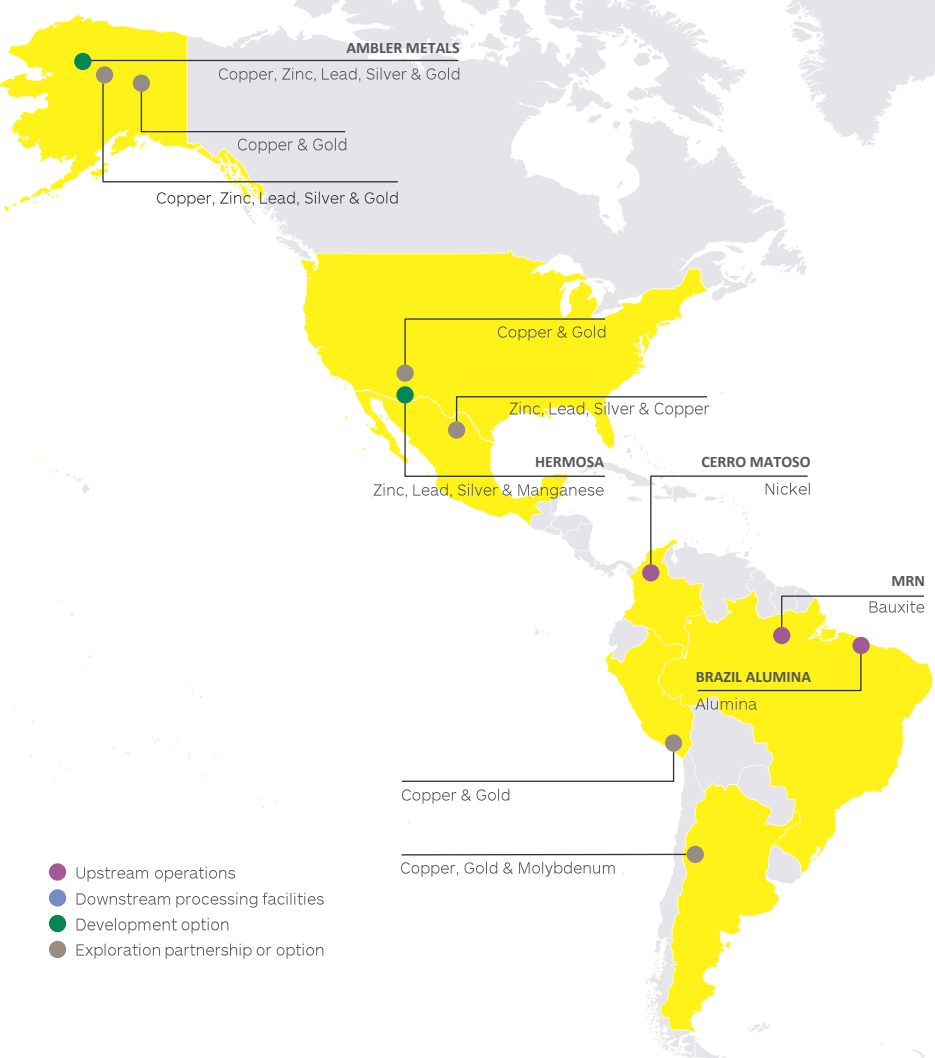 AMBLER METALS
Copper, Zinc, Lead, Silver & Gold
Copper & Gold
Copper, Zinc, Lead, Silver & Gold
Copper & Gold
Zinc, Lead, Silver & Copper
HERMOSA
Zinc, Lead, Silver & Manganese
CERRO MATOSO
Nickel
MRN
Bauxite
BRAZIL ALUMINA
Alumina
Copper & Gold
Copper, Gold & Molybdenum
Upstream operations
Downstream processing facilities
Development option
Exploration partnership or option